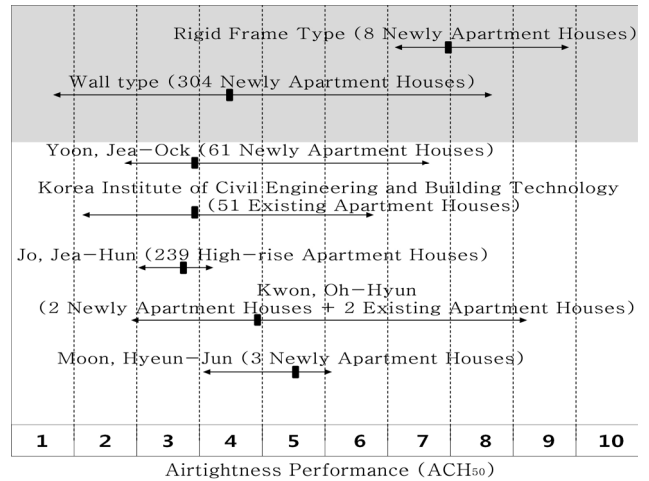 Rigid Frame Type (8 Newly Apartment Houses)
Wall type (304 Newly Apartment Houses)
Yoon, Jea-Ock (61 Newly Apartment Houses)
Korea Institute of Civil Engineering and Building Technology
(51 Existing Apartment Houses)
Jo, Jea-Hun (239 High-rise Apartment Houses)
Kwon, Oh-Hyun
(2 Newly Apartment Houses + 2 Existing Apartment Houses)
Moon, Hyeun-Jun (3 Newly Apartment Houses)
1 2 3 4 5 6 7 8 9 10
Airtightness Performance (ACH50)